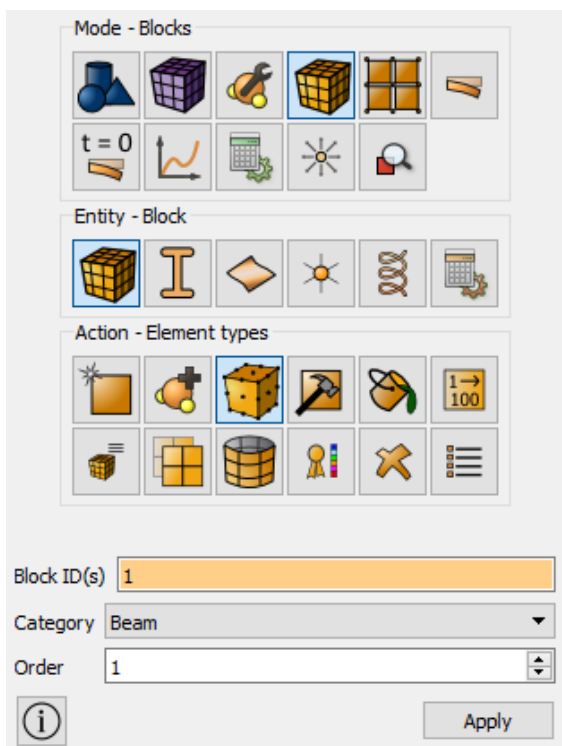 Mode - Blocks
t = 0
Entity - Block
Action - Element types
1→
100
Block ID(s) 1
Category Beam
Order 1
i Apply